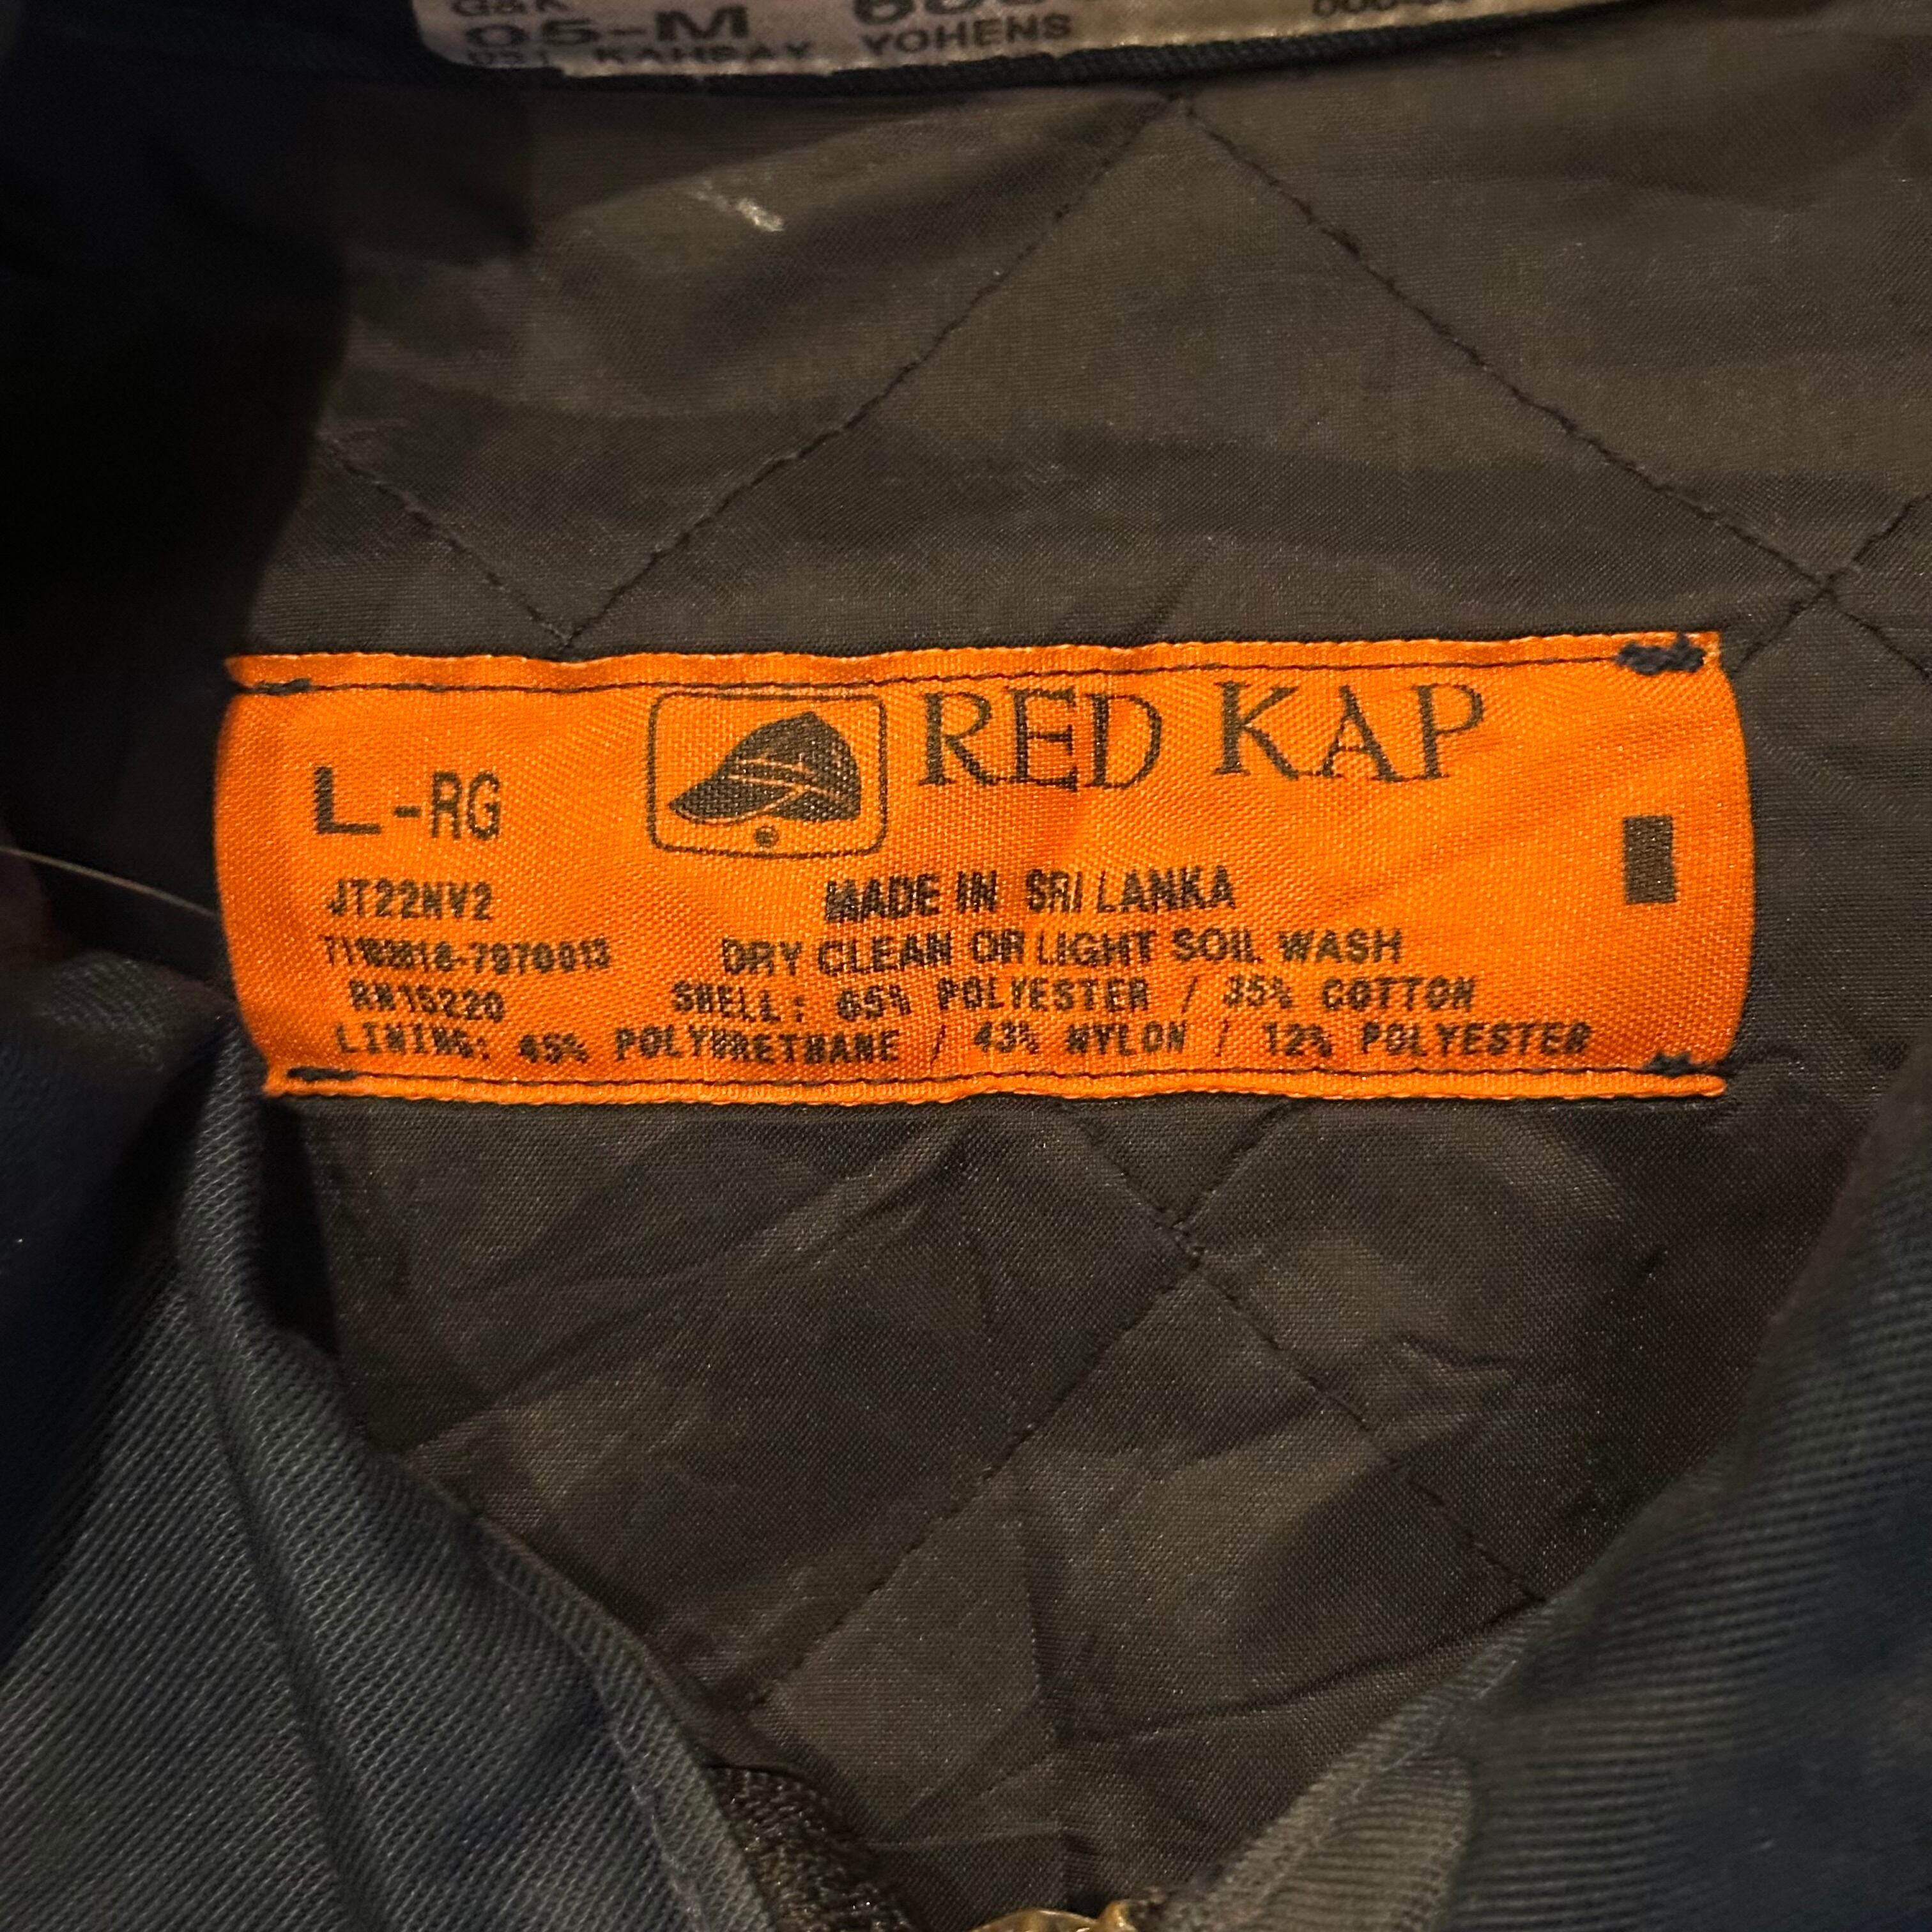 G&K
05-M
YOHENS
RED KAP
L-RG
JT22NV2
MADE IN SRI LANKA
DRY CLEAN OR LIGHT SOIL WASH
RN15220
SHELL: 65% POLYESTER / 35% COTTON
LINING: 45% POLYURETHANE / 43% NYLON / 12% POLYESTER